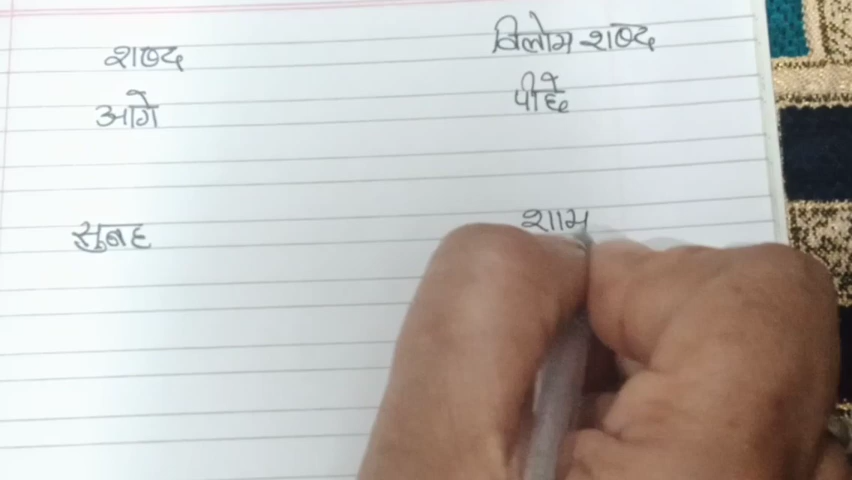 शब्द विलोम शब्द
आगे पीछे
सुबह शाम